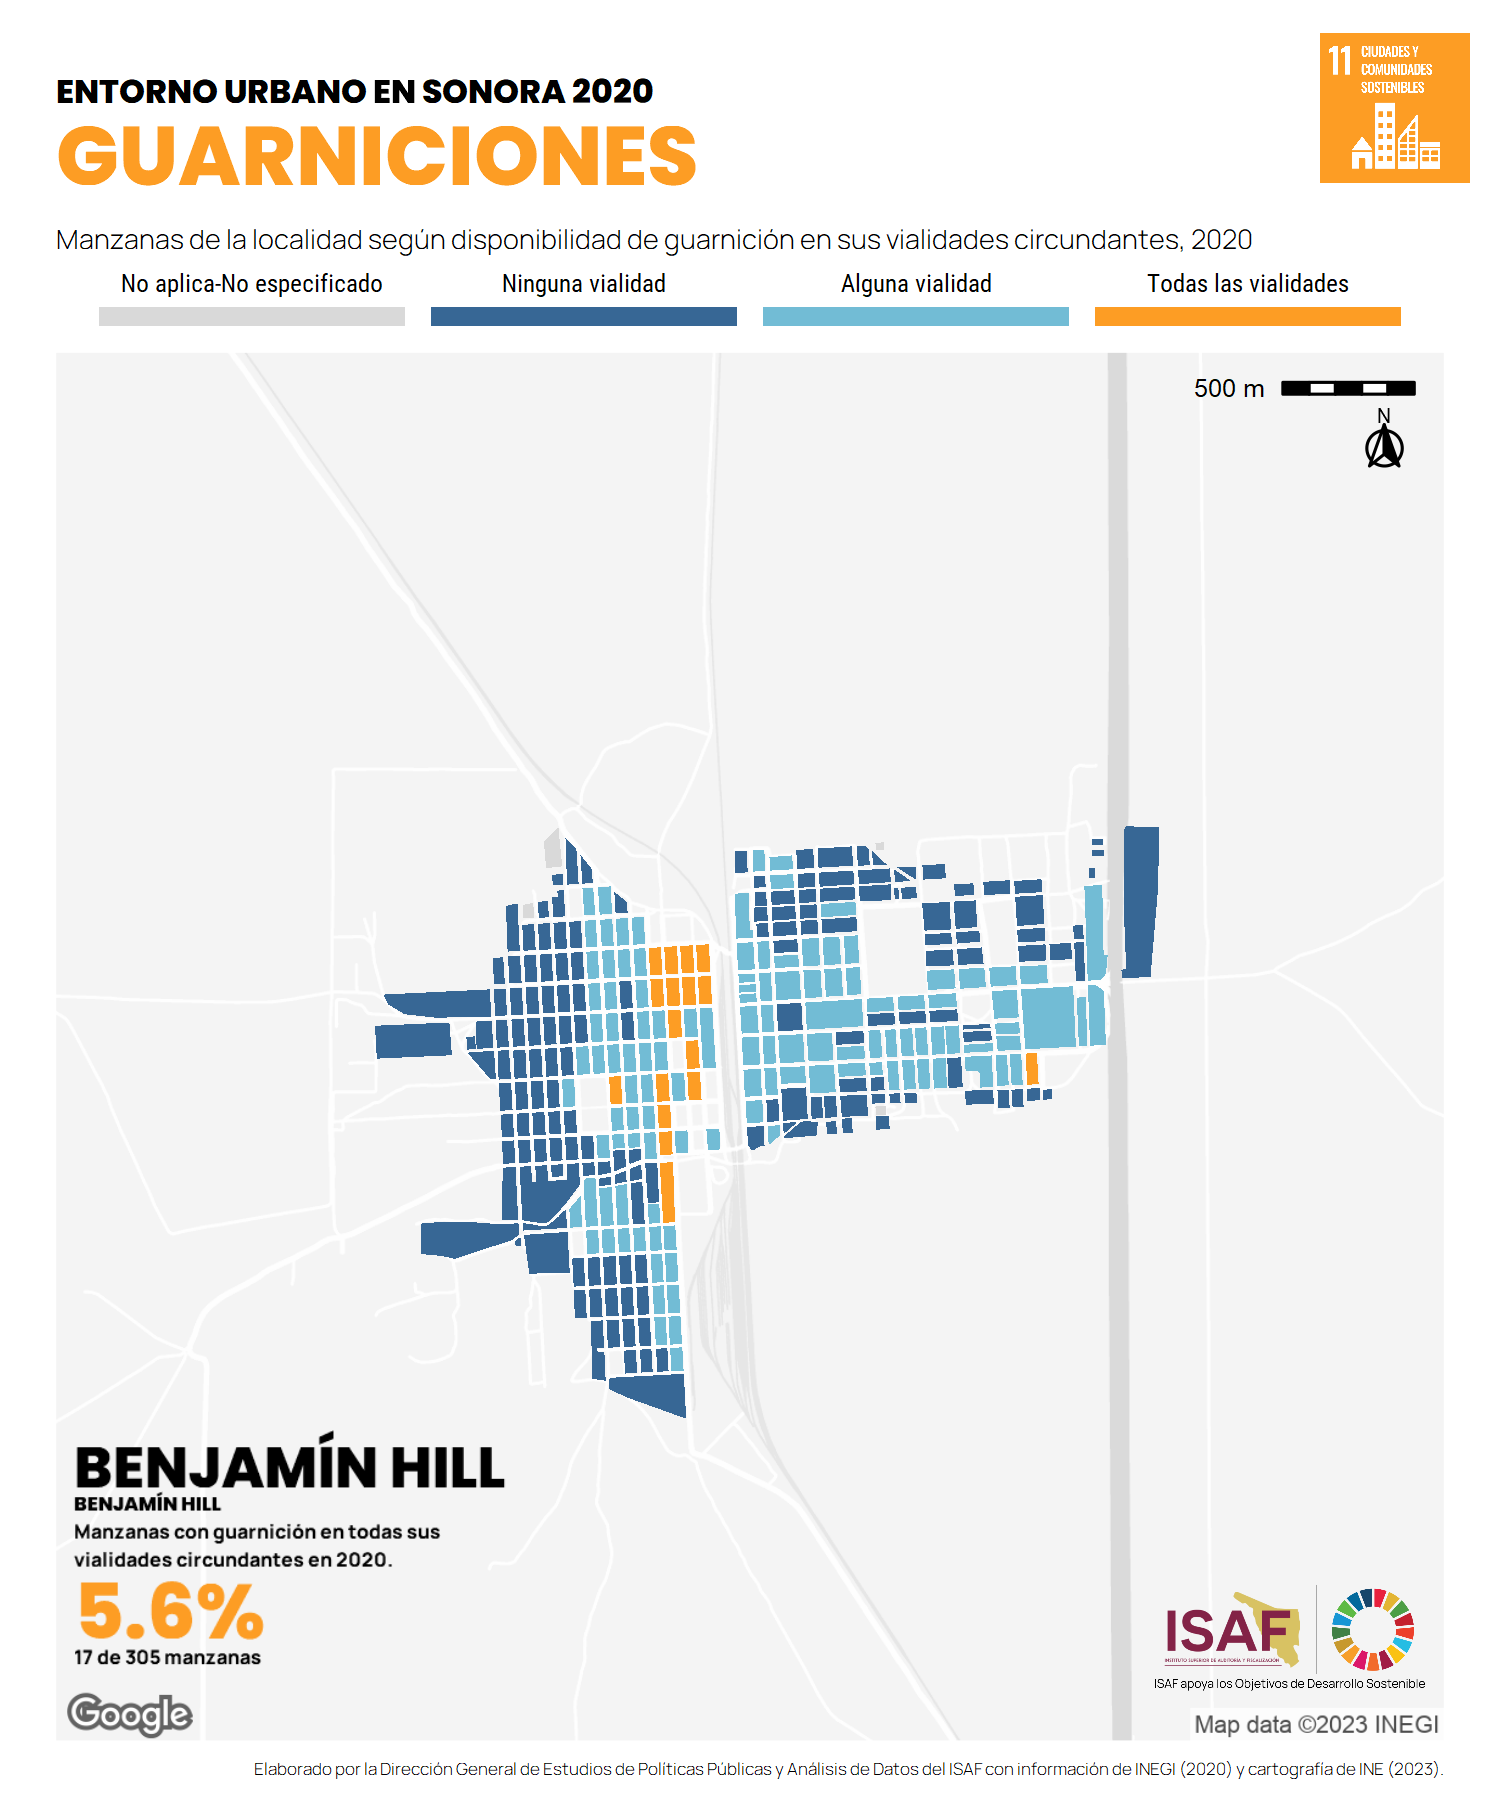 ENTORNO URBANO EN SONORA 2020
GUARNICIONES
11 CIUDADES Y
COMUNIDADES
SOSTENIBLES
Manzanas de la localidad según disponibilidad de guarnición en sus vialidades circundantes, 2020
No aplica-No especificado
Ninguna vialidad
Alguna vialidad
Todas las vialidades
500 m
N
BENJAMÍN HILL
BENJAMÍN HILL
Manzanas con guarnición en todas sus
vialidades circundantes en 2020.
5.6%
17 de 305 manzanas
Google
ISAF
INSTITUTO SUPERIOR DE AUDITORÍA Y FISCALIZACIÓN
ISAF apoya los Objetivos de Desarrollo Sostenible
Map data ©2023 INEGI
Elaborado por la Dirección General de Estudios de Políticas Públicas y Análisis de Datos del ISAF con información de INEGI (2020) y cartografía de INE (2023).